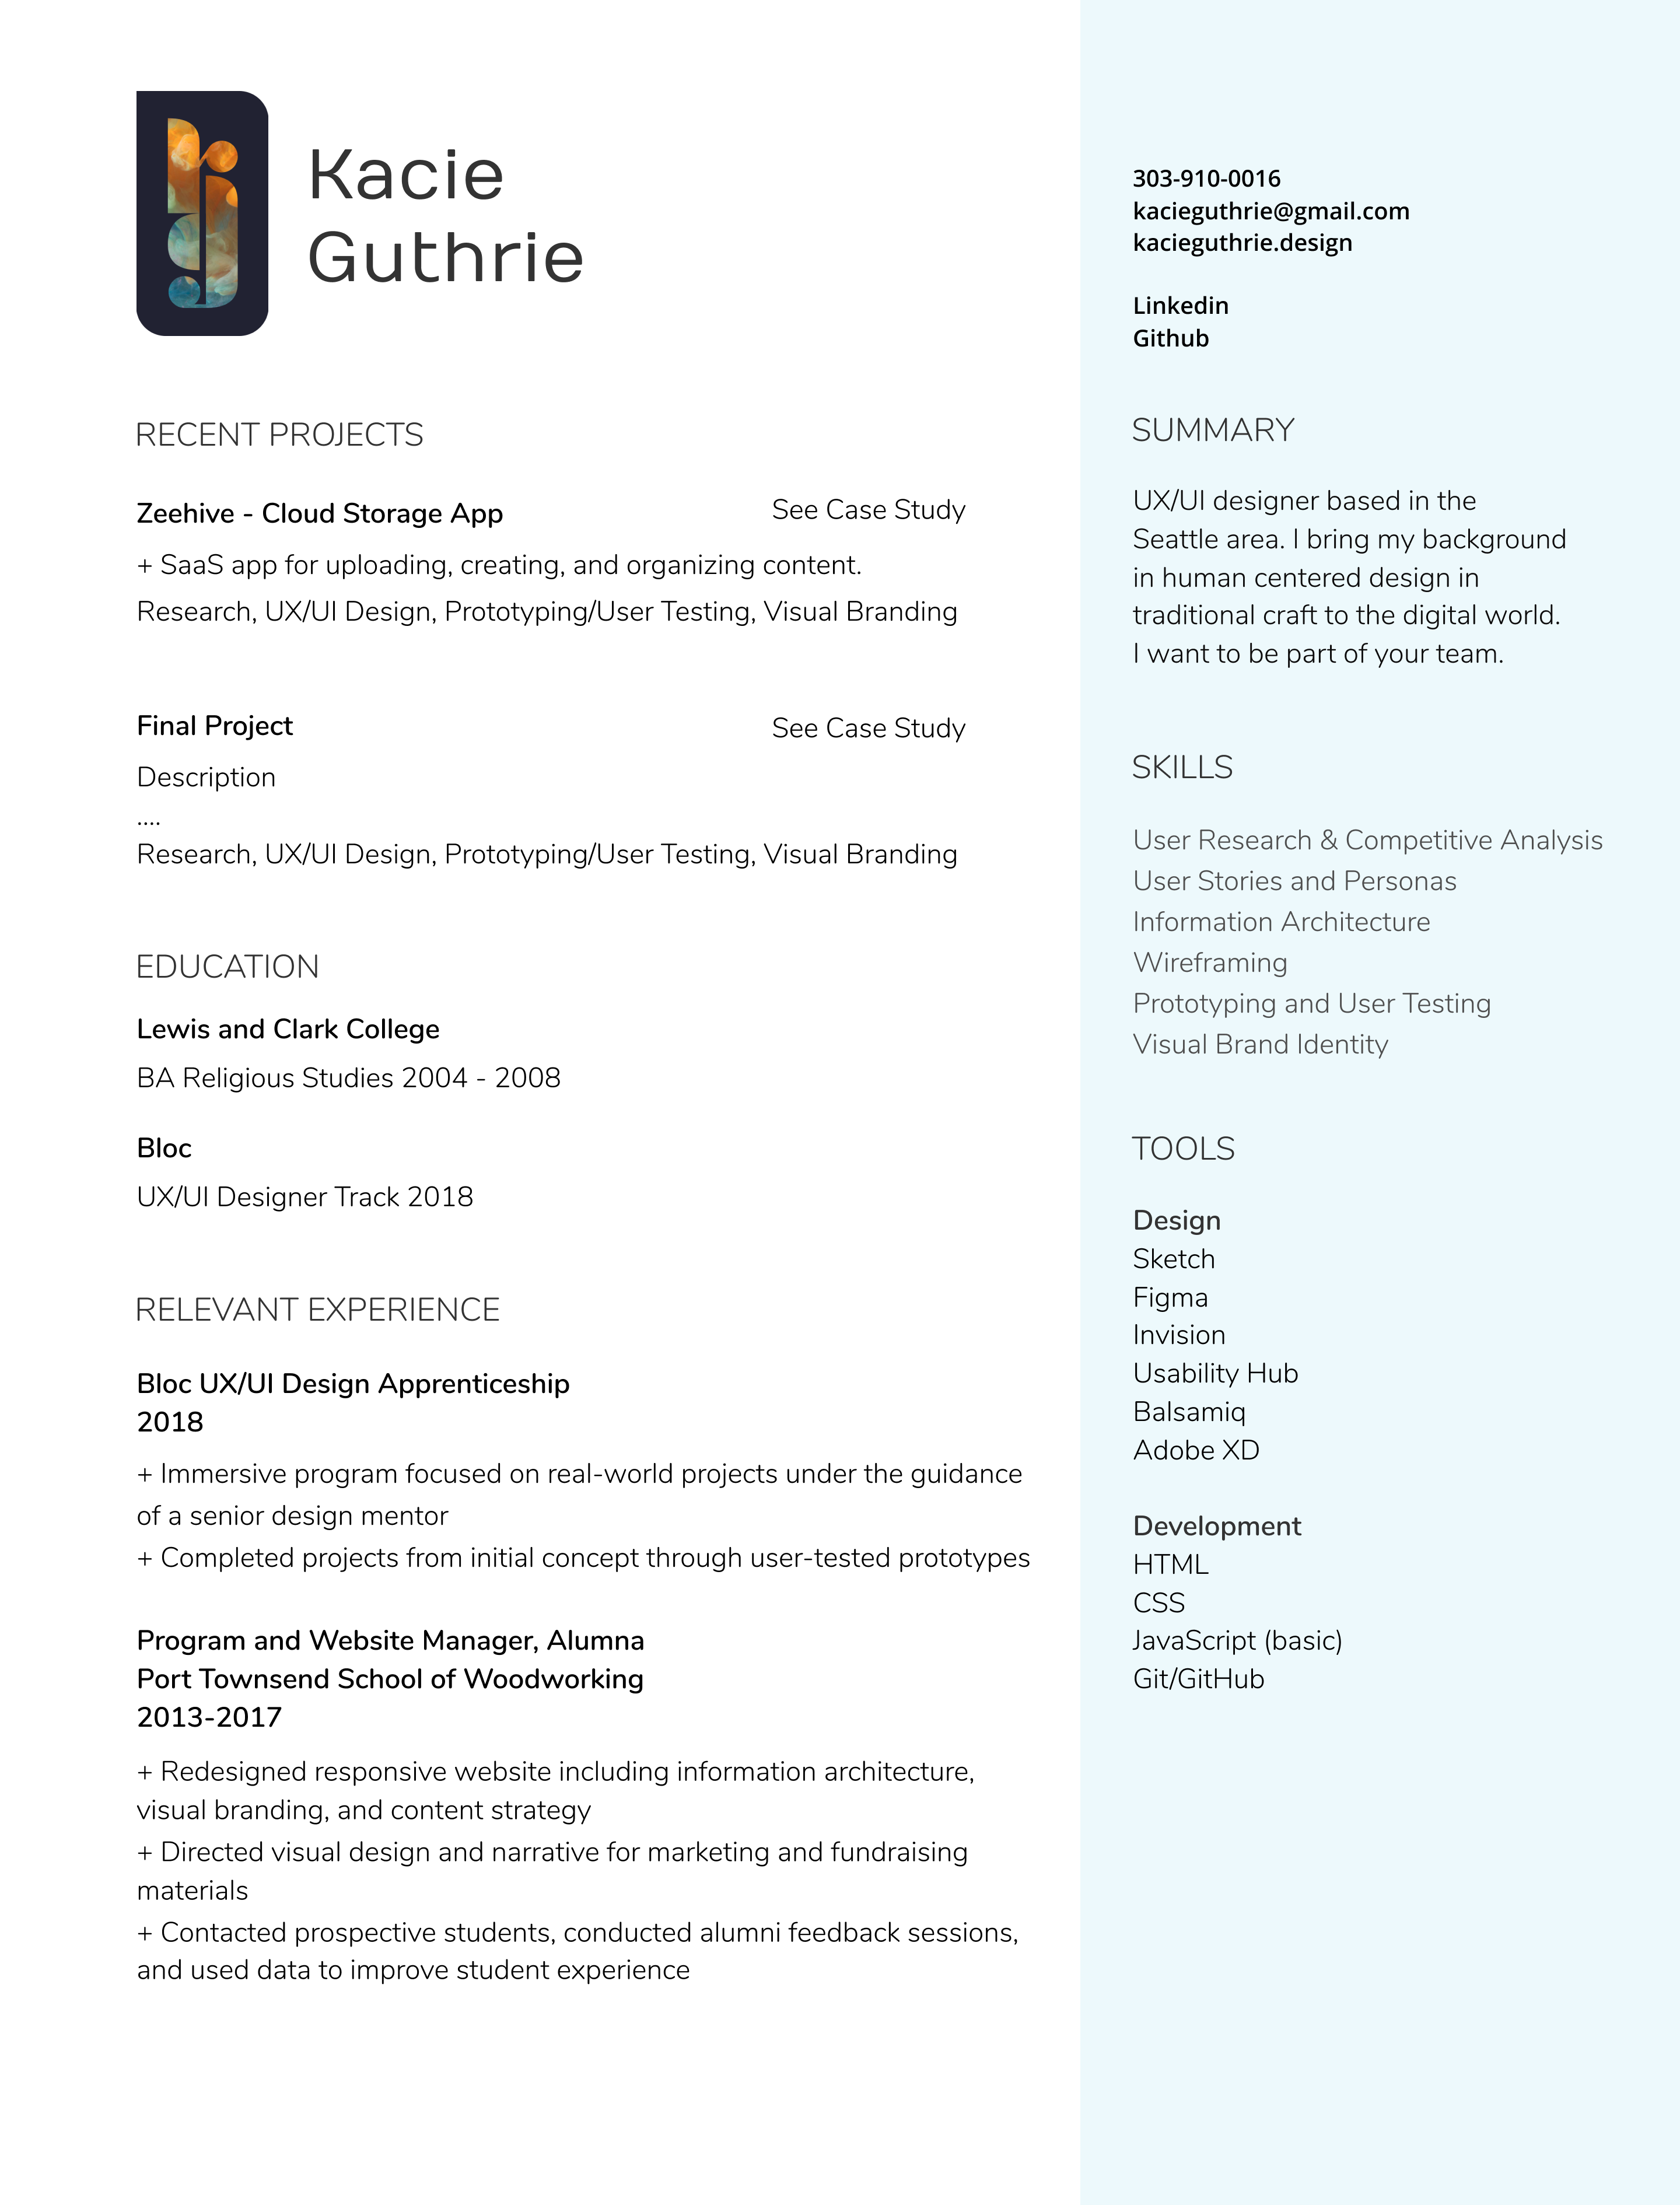 Kacie
Guthrie
RECENT PROJECTS
Zeehive - Cloud Storage App
See Case Study
+ SaaS app for uploading, creating, and organizing content.
Research, UX/UI Design, Prototyping/User Testing, Visual Branding
Final Project
See Case Study
Description
....
Research, UX/UI Design, Prototyping/User Testing, Visual Branding
EDUCATION
Lewis and Clark College
BA Religious Studies 2004 - 2008
Bloc
UX/UI Designer Track 2018
RELEVANT EXPERIENCE
Bloc UX/UI Design Apprenticeship
2018
+ Immersive program focused on real-world projects under the guidance
of a senior design mentor
+ Completed projects from initial concept through user-tested prototypes
Program and Website Manager, Alumna
Port Townsend School of Woodworking
2013-2017
+ Redesigned responsive website including information architecture,
visual branding, and content strategy
+ Directed visual design and narrative for marketing and fundraising
materials
+ Contacted prospective students, conducted alumni feedback sessions,
and used data to improve student experience
303-910-0016
kacieguthrie@gmail.com
kacieguthrie.design
Linkedin
Github
SUMMARY
UX/UI designer based in the
Seattle area. I bring my background
in human centered design in
traditional craft to the digital world.
I want to be part of your team.
SKILLS
User Research & Competitive Analysis
User Stories and Personas
Information Architecture
Wireframing
Prototyping and User Testing
Visual Brand Identity
TOOLS
Design
Sketch
Figma
Invision
Usability Hub
Balsamiq
Adobe XD
Development
HTML
CSS
JavaScript (basic)
Git/GitHub